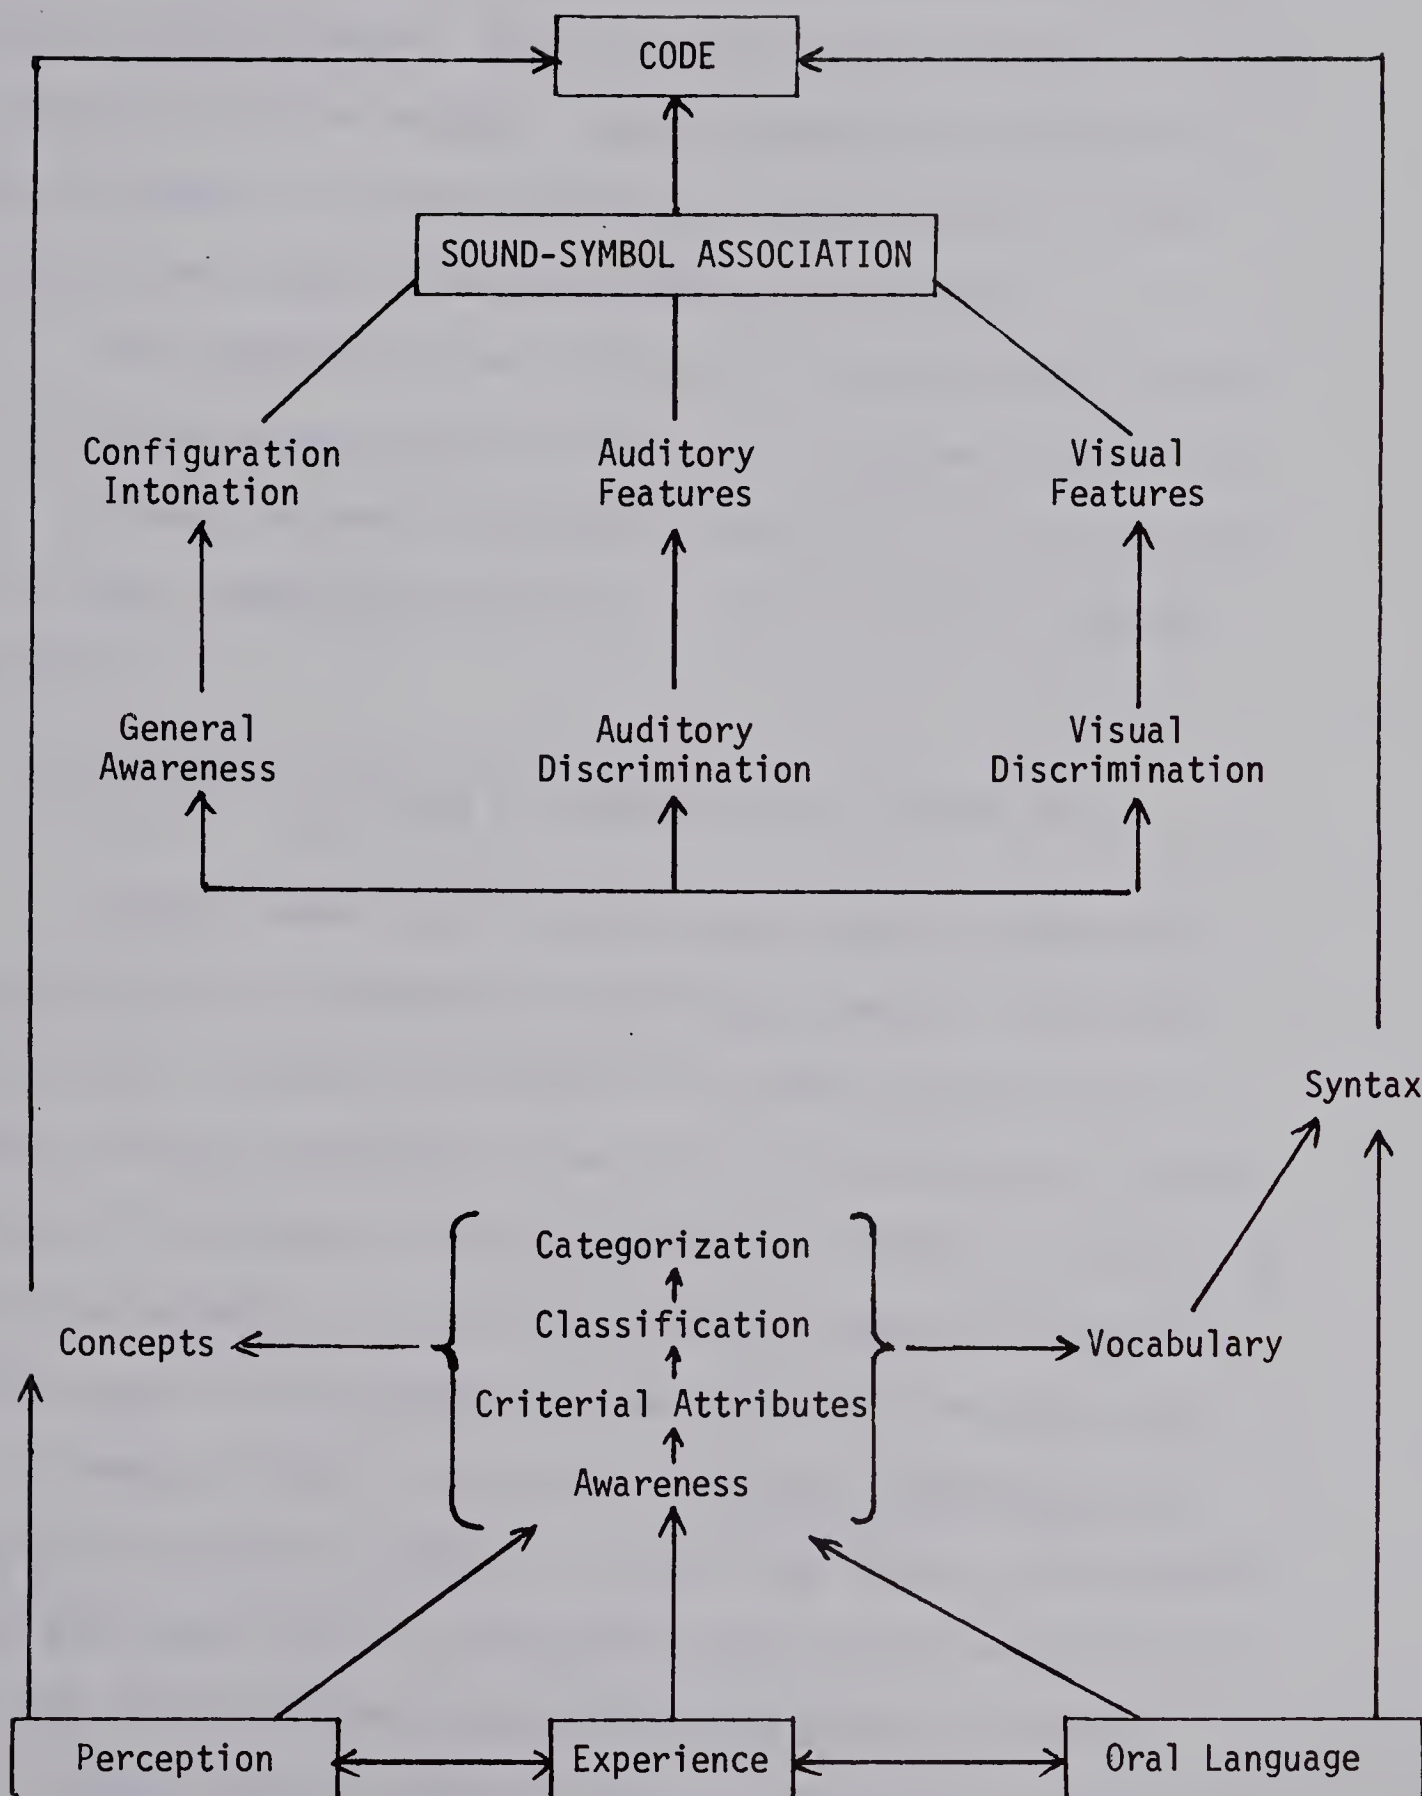 CODE
SOUND-SYMBOL ASSOCIATION
Configuration
Intonation
Auditory
Features
Visual
Features
General
Awareness
Auditory
Discrimination
Visual
Discrimination
Syntax
Categorization
Classification
Concepts
Vocabulary
Criterial Attributes
Awareness
Perception
Experience
Oral Language